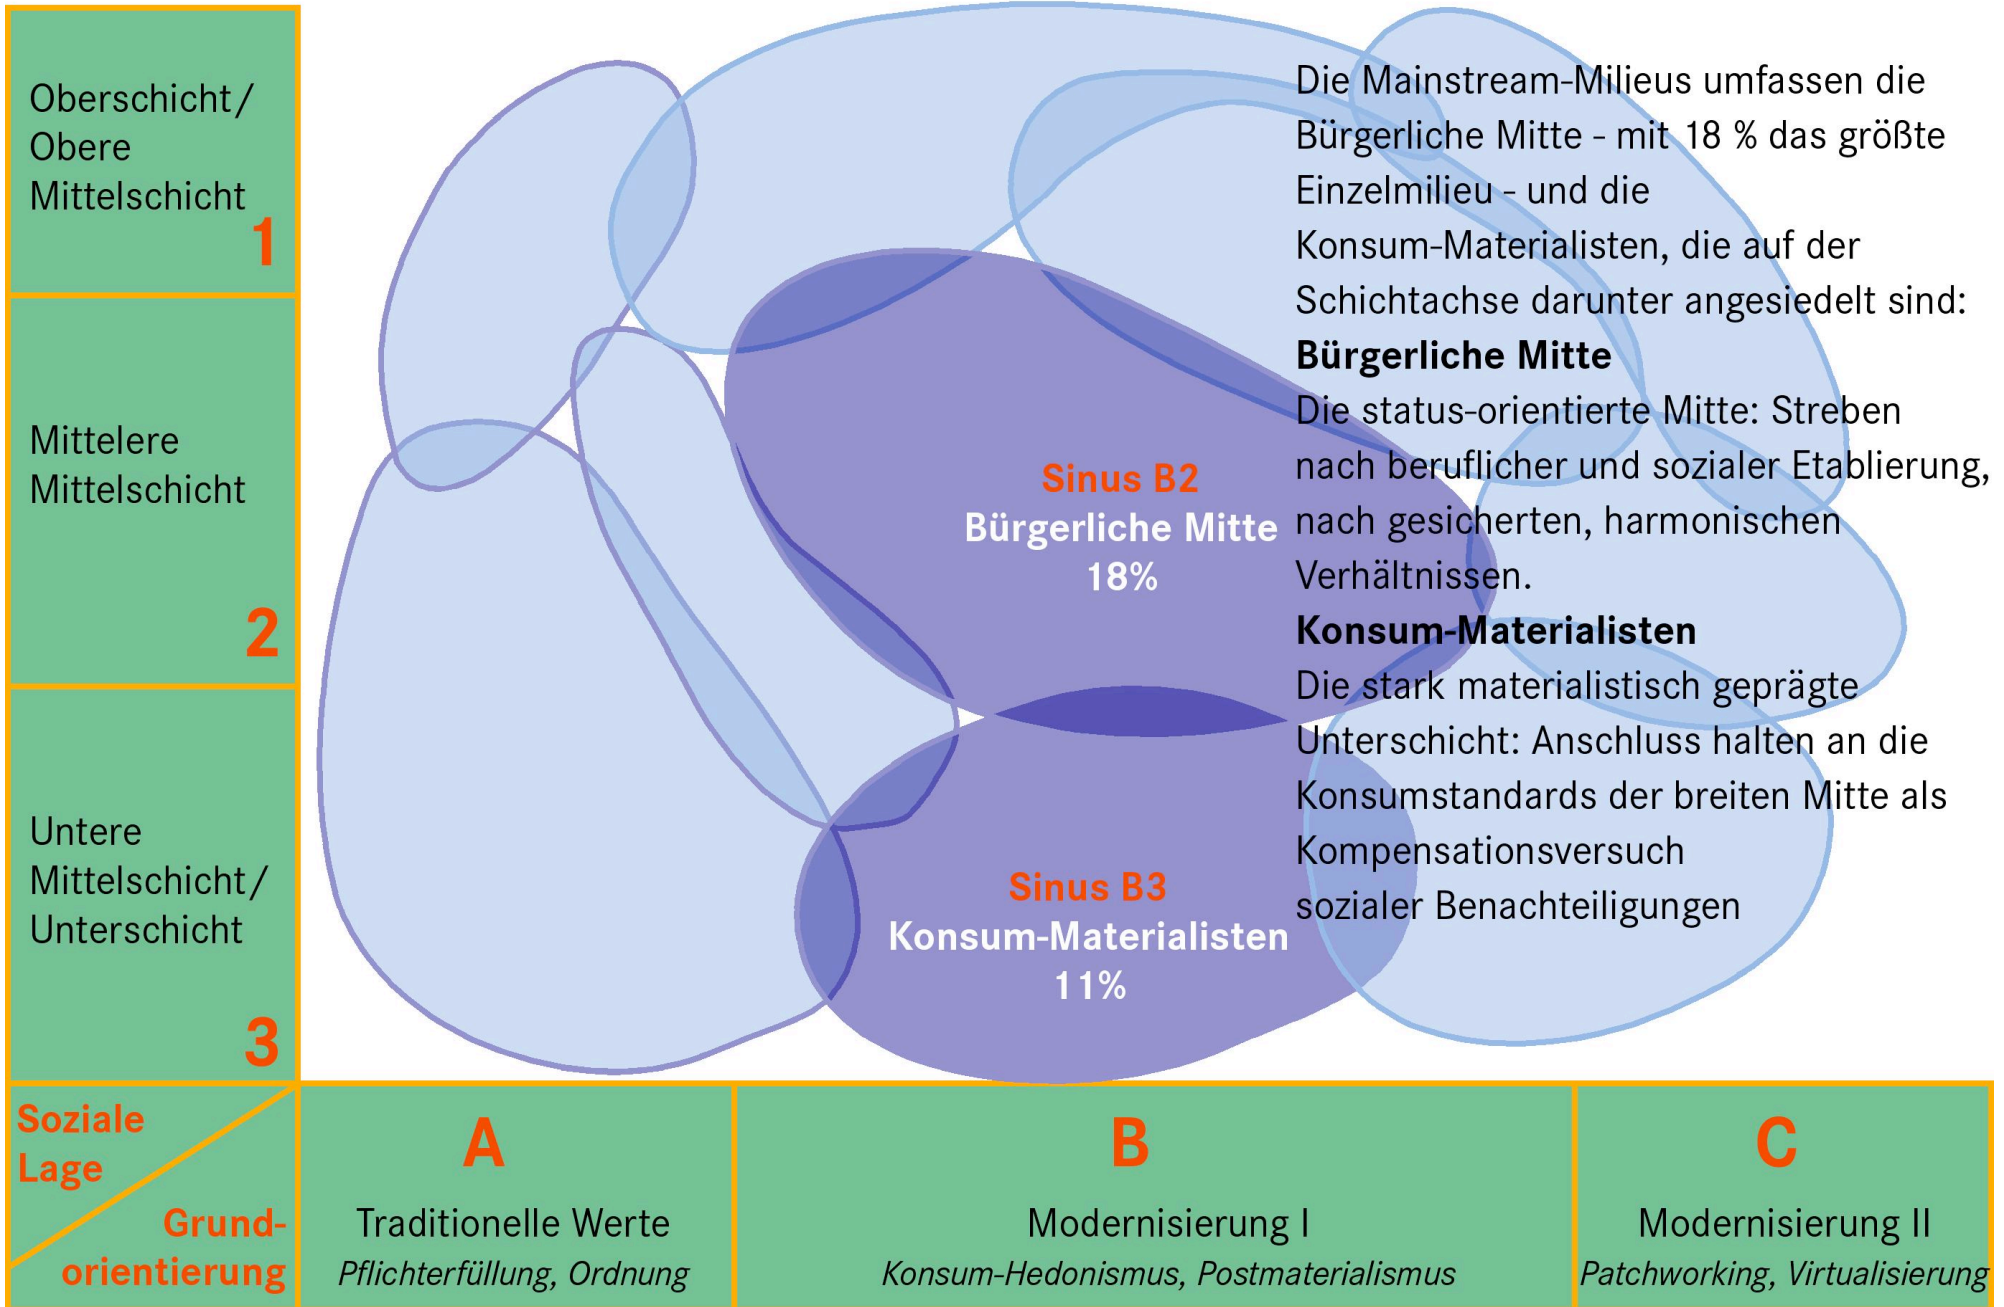 Oberschicht/
Obere
Mittelschicht
1
Mittelere
Mittelschicht
2
Untere
Mittelschicht/
Unterschicht
3
Soziale
Lage
Grund-
orientierung
Die Mainstream-Milieus umfassen die
Bürgerliche Mitte - mit 18 % das größte
Einzelmilieu - und die
Konsum-Materialisten, die auf der
Schichtachse darunter angesiedelt sind:
Bürgerliche Mitte
Die status-orientierte Mitte: Streben
nach beruflicher und sozialer Etablierung,
nach gesicherten, harmonischen
Verhältnissen.
Konsum-Materialisten
Die stark materialistisch geprägte
Unterschicht: Anschluss halten an die
Konsumstandards der breiten Mitte als
Kompensationsversuch
sozialer Benachteiligungen
Sinus B2
Bürgerliche Mitte
18%
Sinus B3
Konsum-Materialisten
11%
A
Traditionelle Werte
Pflichterfüllung, Ordnung
B
Modernisierung I
Konsum-Hedonismus, Postmaterialismus
C
Modernisierung II
Patchworking, Virtualisierung